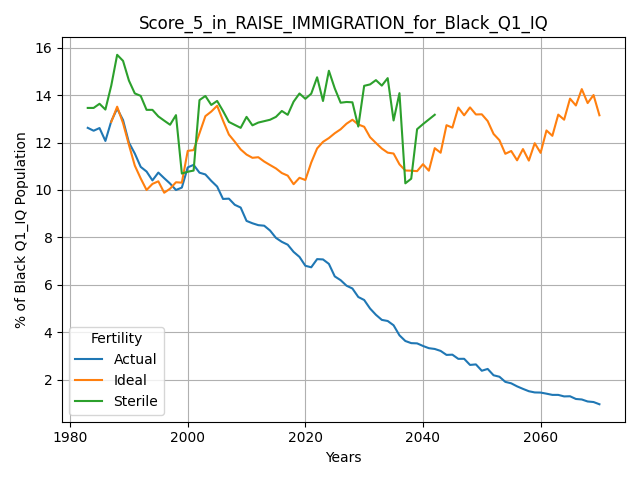 Score_5_in_RAISE_IMMIGRATION_for_Black_Q1_IQ
% of Black Q1_IQ Population
16
14
12
10
8
6
4
2
Fertility
Actual
Ideal
Sterile
1980
2000
2020
2040
2060
Years